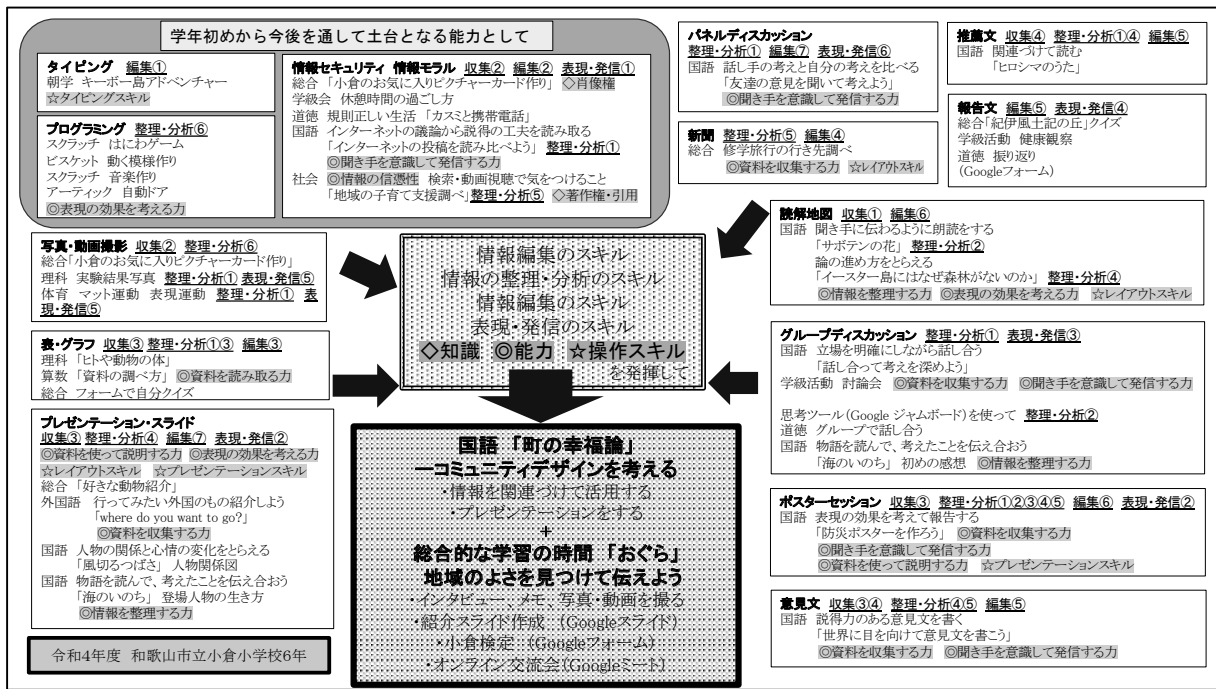 学年初めから今後を通して土台となる能力として
タイピング 編集①
朝学 キーボー島アドベンチャー
☆タイピングスキル
プログラミング 整理・分析⑥
スクラッチ はにわゲーム
ビスケット 動く模様作り
スクラッチ 音楽作り
アーティック 自動ドア
◎表現の効果を考える力
情報セキュリティ 情報モラル 収集② 編集② 表現・発信①
総合 「小倉のお気に入りピクチャーカード作り」 ◇肖像権
学級会 休憩時間の過ごし方
道徳 規則正しい生活 「カスミと携帯電話」
国語 インターネットの議論から説得の工夫を読み取る
「インターネットの投稿を読み比べよう」 整理・分析①
◎聞き手を意識して発信する力
社会 ◎情報の信憑性 検索・動画視聴で気をつけること
「地域の子育て支援調べ」整理・分析⑤ ◇著作権・引用
写真・動画撮影 収集② 整理・分析⑥
総合「小倉のお気に入りピクチャーカード作り」
理科 実験結果写真 整理・分析① 表現・発信⑤
体育 マット運動 表現運動 整理・分析① 表
現・発信⑤
表・グラフ 収集③ 整理・分析①③ 編集③
理科 「ヒトや動物の体」
算数 「資料の調べ方」 ◎資料を読み取る力
総合 フォームで自分クイズ
プレゼンテーション・スライド
収集③ 整理・分析④ 編集⑦ 表現・発信②
◎資料を使って説明する力 ◎表現の効果を考える力
☆レイアウトスキル ☆プレゼンテーションスキル
総合 「好きな動物紹介」
外国語 行ってみたい外国のもの紹介しよう
「where do you want to go?」
◎資料を収集する力
国語 人物の関係と心情の変化をとらえる
「風切るつばさ」 人物関係図
国語 物語を読んで、考えたことを伝え合おう
「海のいのち」 登場人物の生き方
◎情報を整理する力
令和4年度 和歌山市立小倉小学校6年
情報編集のスキル
情報の整理・分析のスキル
情報編集のスキル
表現・発信のスキル
◇知識 ◎能力 ☆操作スキル
を発揮して
国語 「町の幸福論」
―コミュニティデザインを考える
・情報を関連づけて活用する
・プレゼンテーションをする
+
総合的な学習の時間 「おぐら」
地域のよさを見つけて伝えよう
・インタビュー、メモ、写真・動画を撮る
・紹介スライド作成 (Googleスライド)
・小倉検定 (Googleフォーム)
・オンライン交流会(Googleミート)
パネルディスカッション
整理・分析① 編集⑦ 表現・発信⑥
国語 話し手の考えと自分の考えを比べる
「友達の意見を聞いて考えよう」
◎聞き手を意識して発信する力
新聞 整理・分析⑤ 編集④
総合 修学旅行の行き先調べ
◎資料を収集する力 ☆レイアウトスキル
推薦文 収集④ 整理・分析①④ 編集⑤
国語 関連づけて読む
「ヒロシマのうた」
報告文 編集⑤ 表現・発信④
総合「紀伊風土記の丘」クイズ
学級活動 健康観察
道徳 振り返り
(Googleフォーム)
読解地図 収集① 編集⑥
国語 聞き手に伝わるように朗読をする
「サボテンの花」 整理・分析②
論の進め方をとらえる
「イースター島にはなぜ森林がないのか」 整理・分析④
◎情報を整理する力 ◎表現の効果を考える力 ☆レイアウトスキル
グループディスカッション 整理・分析① 表現・発信③
国語 立場を明確にしながら話し合う
「話し合って考えを深めよう」
学級活動 討論会 ◎資料を収集する力 ◎聞き手を意識して発信する力
思考ツール(Google ジャムボード)を使って 整理・分析②
道徳 グループで話し合う
国語 物語を読んで、考えたことを伝え合おう
「海のいのち」 初めの感想 ◎情報を整理する力
ポスターセッション 収集③ 整理・分析①②③④⑤ 編集⑥ 表現・発信②
国語 表現の効果を考えて報告する
「防災ポスターを作ろう」 ◎資料を収集する力
◎聞き手を意識して発信する力
◎資料を使って説明する力 ☆プレゼンテーションスキル
意見文 収集③④ 整理・分析④⑤ 編集⑤
国語 説得力のある意見文を書く
「世界に目を向けて意見文を書こう」
◎資料を収集する力 ◎聞き手を意識して発信する力